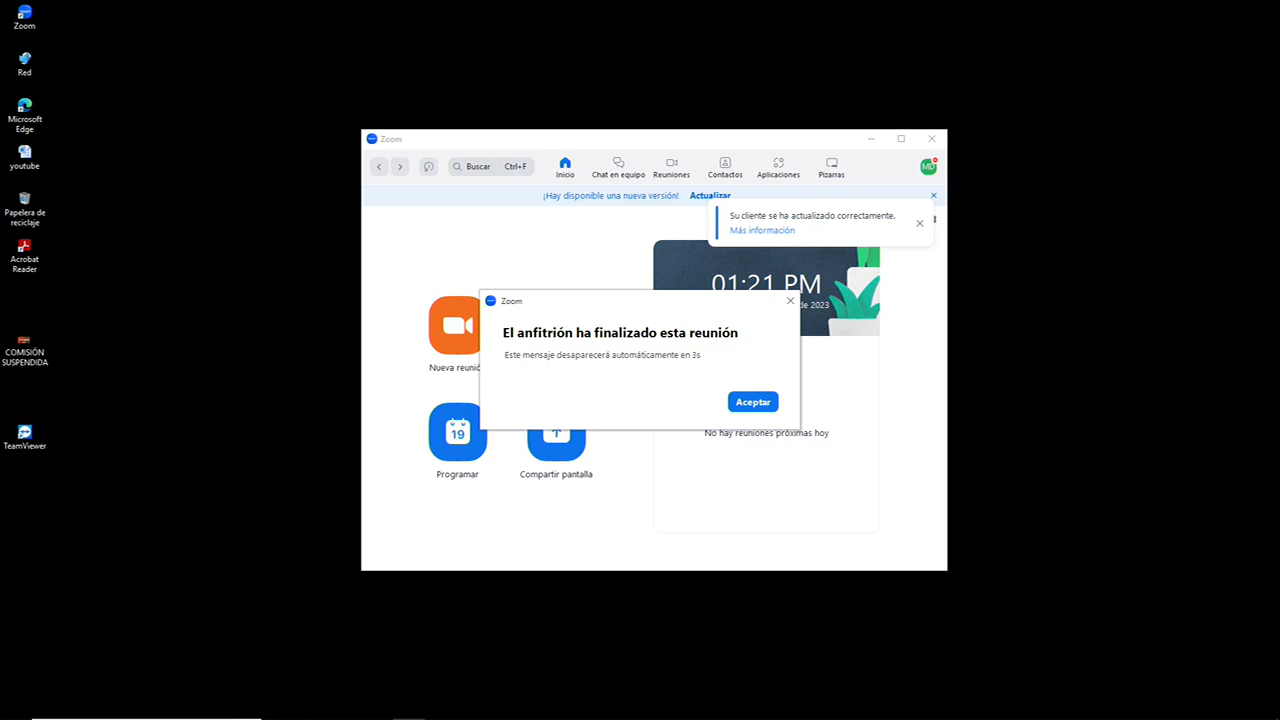 Zoom
Red
Microsoft
Edge
youtube
Papelera de
reciclaje
Acrobat
Reader
COMISIÓN
SUSPENDIDA
TeamViewer
Zoom
Buscar
Ctrl+F
Inicio
Chat en equipo
Reuniones
Contactos
Aplicaciones
Pizarras
MD
¡Hay disponible una nueva versión! Actualizar
Su cliente se ha actualizado correctamente.
Más información
01:21 PM
de 2023
Zoom
El anfitrión ha finalizado esta reunión
Este mensaje desaparecerá automáticamente en 3s
Aceptar
Nueva reunió
No hay reuniones próximas hoy
19
Programar
Compartir pantalla